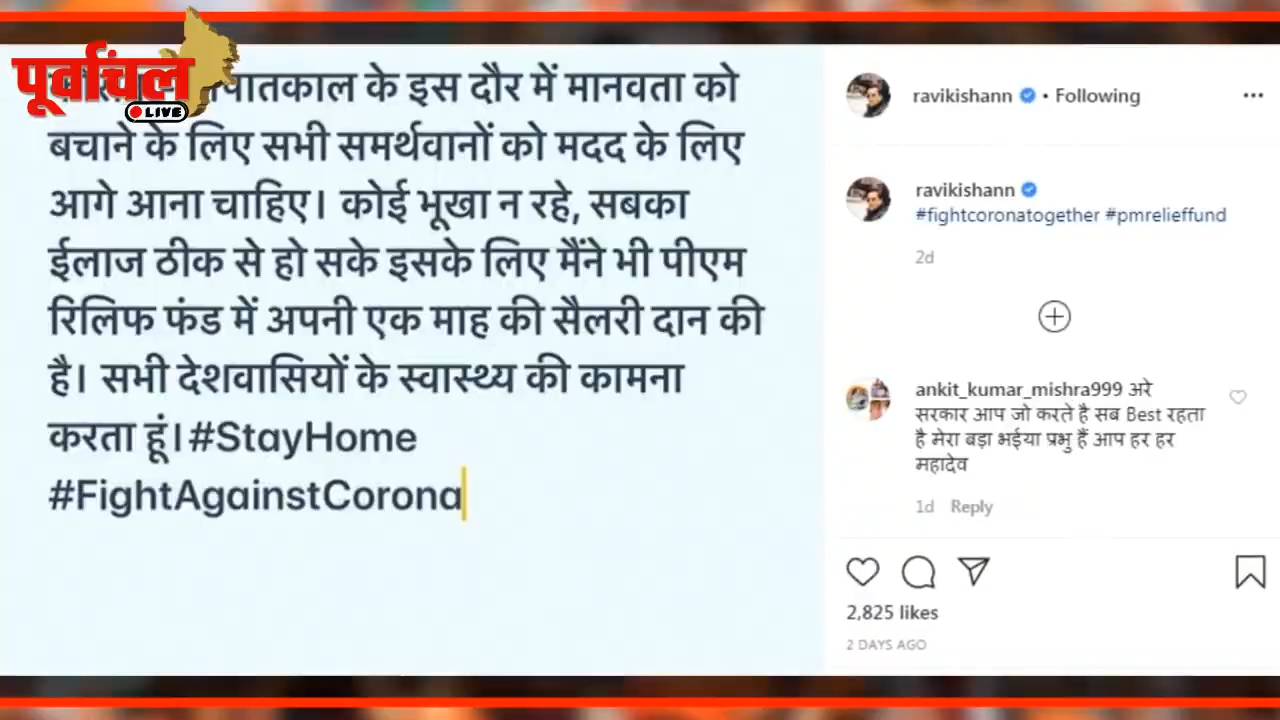 पूर्वांचल
LIVE
के इस दौर में मानवता को
बचाने के लिए सभी समर्थवानों को मदद के लिए
आगे आना चाहिए। कोई भूखा न रहे, सबका
ईलाज ठीक से हो सके इसके लिए मैंने भी पीएम
रिलिफ फंड में अपनी एक माह की सैलरी दान की
है। सभी देशवासियों के स्वास्थ्य की कामना
करता हूं। #StayHome
#FightAgainstCorona
ravikishann • Following
ravikishann
#fightcoronatogether #pmrelieffund
2d
ankit_kumar_mishra999 अरे
सरकार आप जो करते है सब Best रहता
है मेरा बड़ा भईया प्रभु हैं आप हर हर
महादेव
1d Reply
2,825 likes
2 DAYS AGO